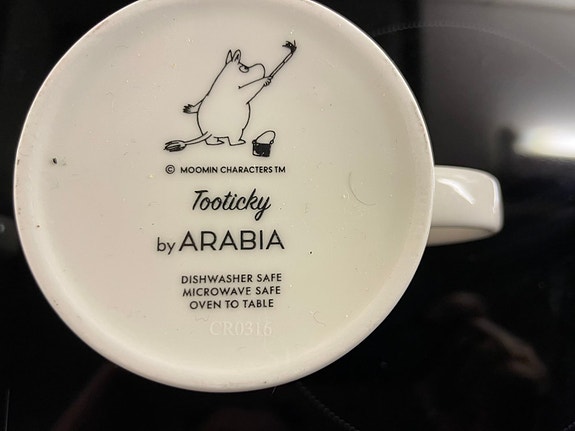 © MOOMIN CHARACTERS TM
Tooticky
by ARABIA
DISHWASHER SAFE
MICROWAVE SAFE
OVEN TO TABLE
CR0316